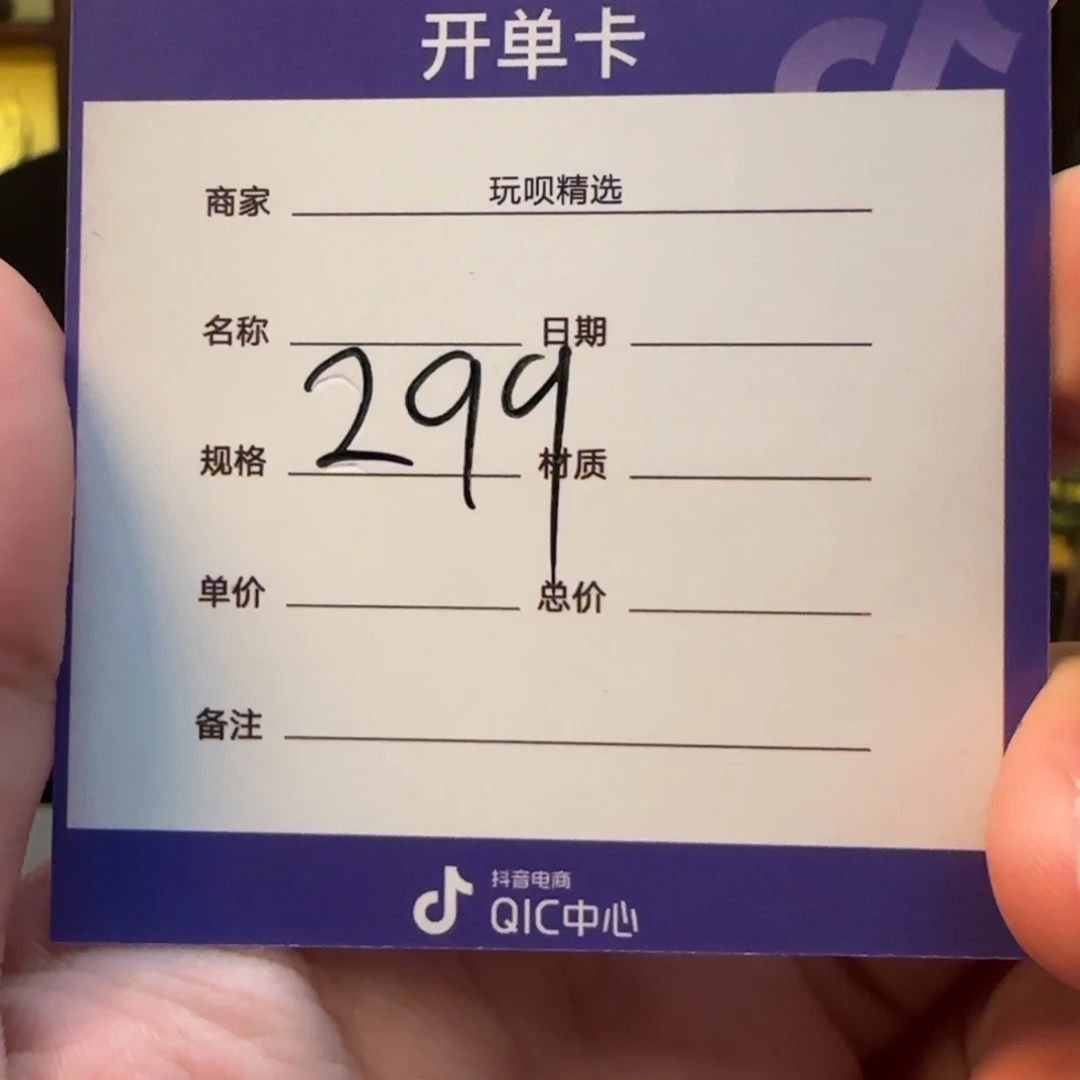 开单卡
商家 玩呗精选
名称 日期
299
规格 材质
单价 总价
备注
抖音电商
QIC中心